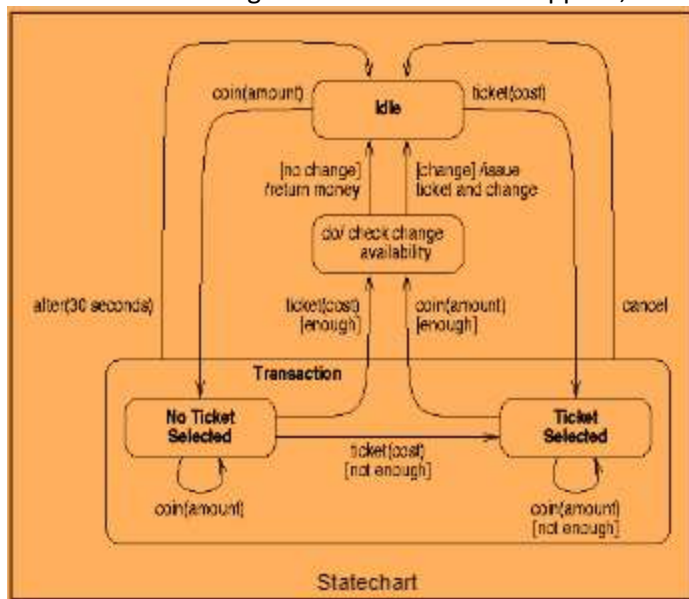 coin(amount)
Idle
ticket(cost)
[no change]
/return money
[change] /issue
ticket and change
do/ check change
availability
after(30 seconds)
ticket(cost)
[enough]
coin(amount)
[enough]
cancel
Transaction
No Ticket
Selected
Ticket
Selected
ticket(cost)
[not enough]
coin(amount)
coin(amount)
[not enough]
Statechart